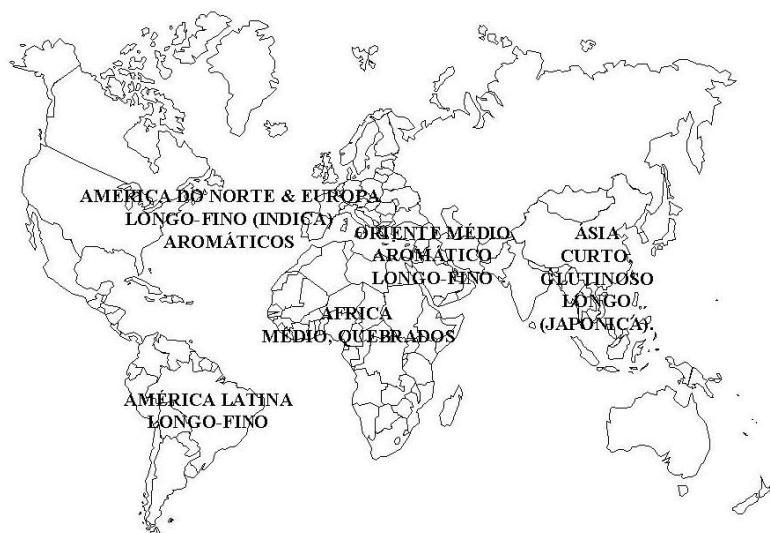 AMÉRICA DO NORTE & EUROPA
LONGO-FINO (INDICA)
AROMÁTICOS
ORIENTE MÉDIO
AROMÁTICO
LONGO-FINO
ÁSIA
CURTO,
GLUTINOSO
LONGO
(JAPONICA).
AFRICA
MÉDIO, QUEBRADOS
AMÉRICA LATINA
LONGO-FINO